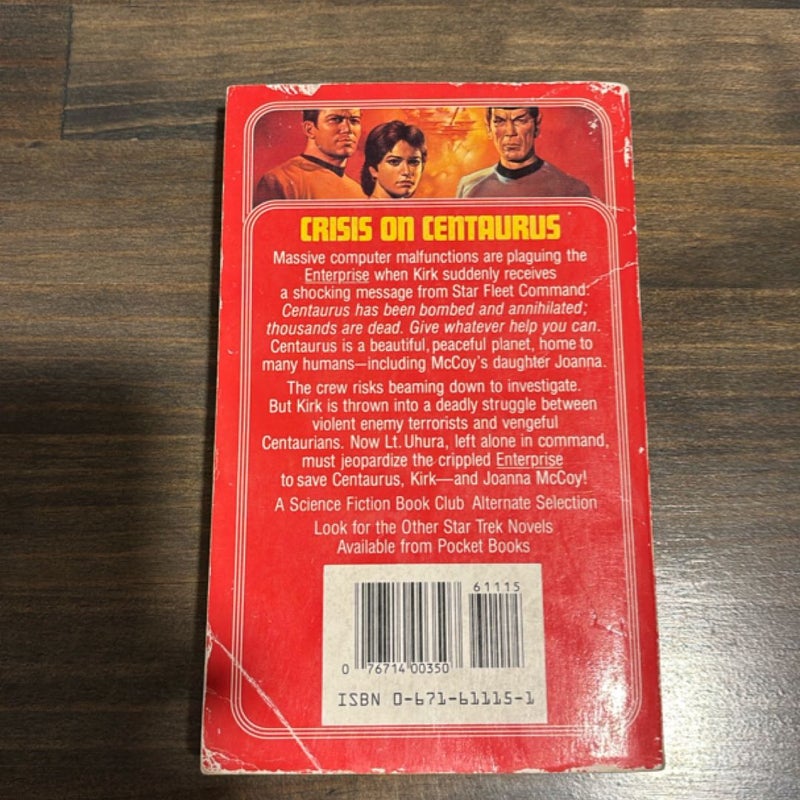 CRISIS ON CENTAURUS
Massive computer malfunctions are plaguing the
Enterprise when Kirk suddenly receives
a shocking message from Star Fleet Command:
Centaurus has been bombed and annihilated;
thousands are dead. Give whatever help you can.
Centaurus is a beautiful, peaceful planet, home to
many humans—including McCoy's daughter Joanna.
The crew risks beaming down to investigate.
But Kirk is thrown into a deadly struggle between
violent enemy terrorists and vengeful
Centaurians. Now Lt. Uhura, left alone in command,
must jeopardize the crippled Enterprise
to save Centaurus, Kirk—and Joanna McCoy!
A Science Fiction Book Club Alternate Selection
Look for the Other Star Trek Novels
Available from Pocket Books
61115
0 76714 00350
ISBN 0-671-61115-1